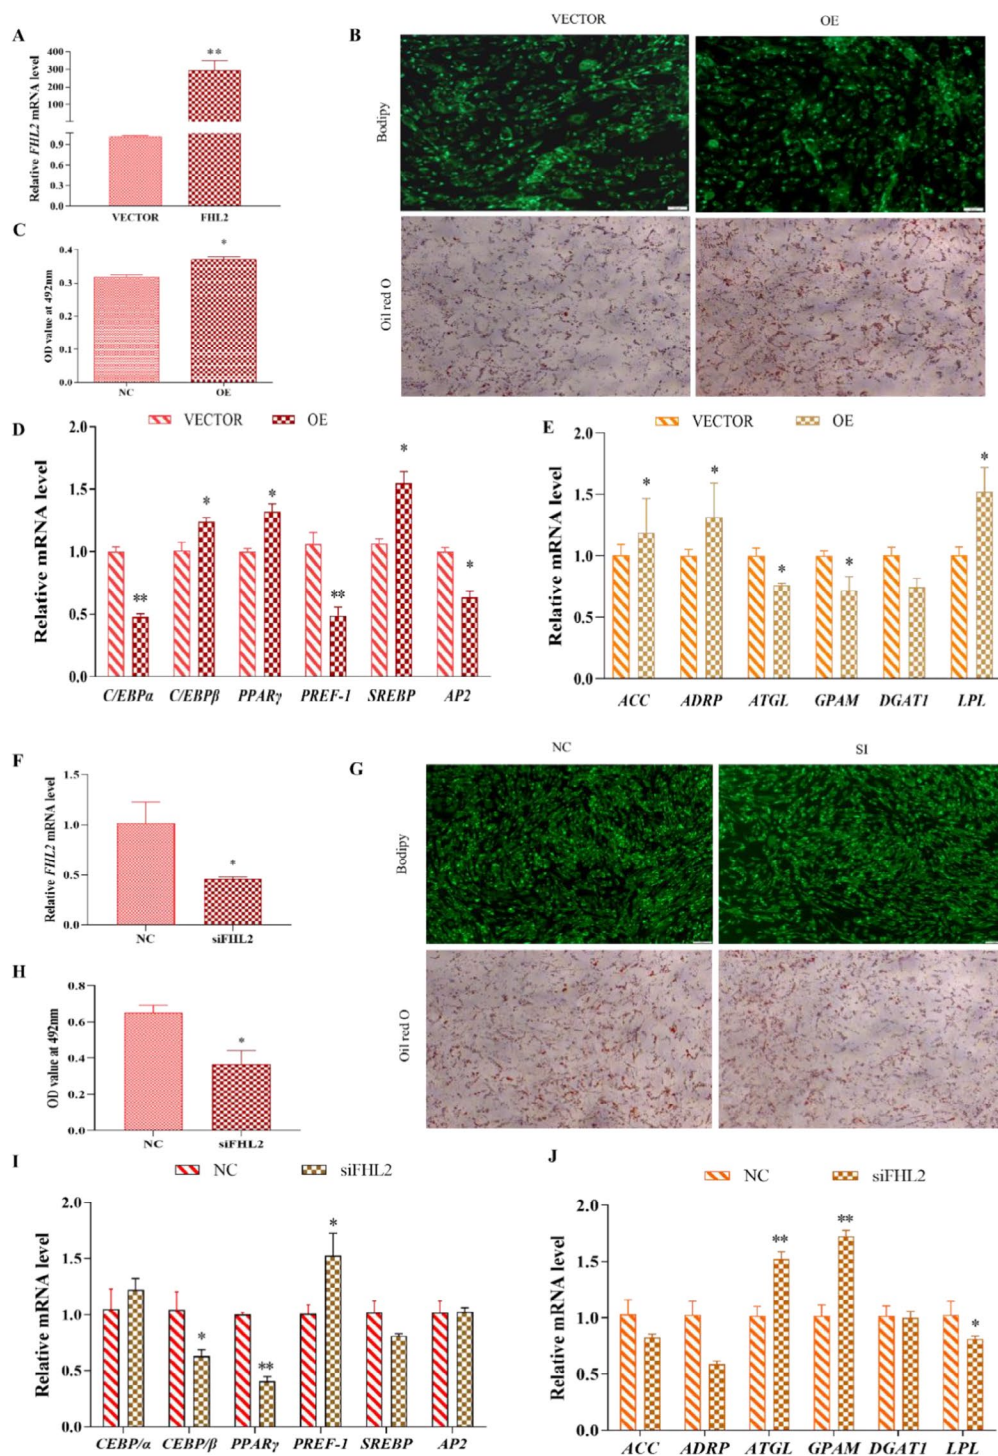 A
Relative FHL2 mRNA level
400
300
200
100
0.9
0.6
0.3
0.0
**
VECTOR FHL2
B
VECTOR OE
Bodipy
Oil red O
C
OD value at 492nm
0.4
0.3
0.2
0.1
0.0
*
NC OE
D
VECTOR OE
Relative mRNA level
2.0
1.5
1.0
0.5
0.0
** * * ** * *
C/EBPα C/EBPβ PPARγ PREF-1 SREBP AP2
E
VECTOR OE
Relative mRNA level
2.0
1.5
1.0
0.5
0.0
* * * * *
ACC ADRP ATGL GPAM DGAT1 LPL
F
Relative FHL2 mRNA level
1.5
1.0
0.5
0.0
*
NC siFHL2
G
NC SI
Bodipy
Oil red O
H
OD value at 492nm
0.8
0.6
0.4
0.2
0.0
*
NC siFHL2
I
NC siFHL2
Relative mRNA level
2.0
1.5
1.0
0.5
0.0
* ** *
CEBP/α CEBP/β PPARγ PREF-1 SREBP AP2
J
NC siFHL2
Relative mRNA level
2.0
1.5
1.0
0.5
0.0
** ** *
ACC ADRP ATGL GPAM DGAT1 LPL